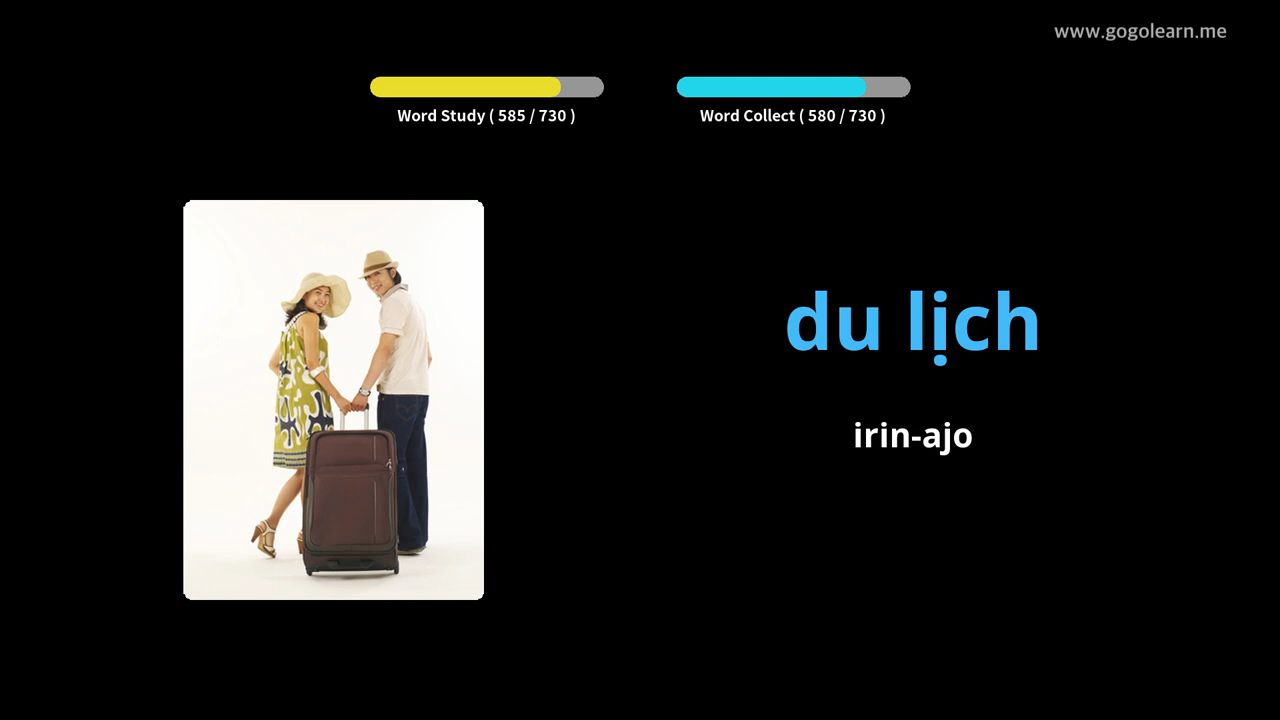 www.gogolearn.me
Word Study ( 585 / 730 )
Word Collect ( 580 / 730 )
du lịch
irin-ajo